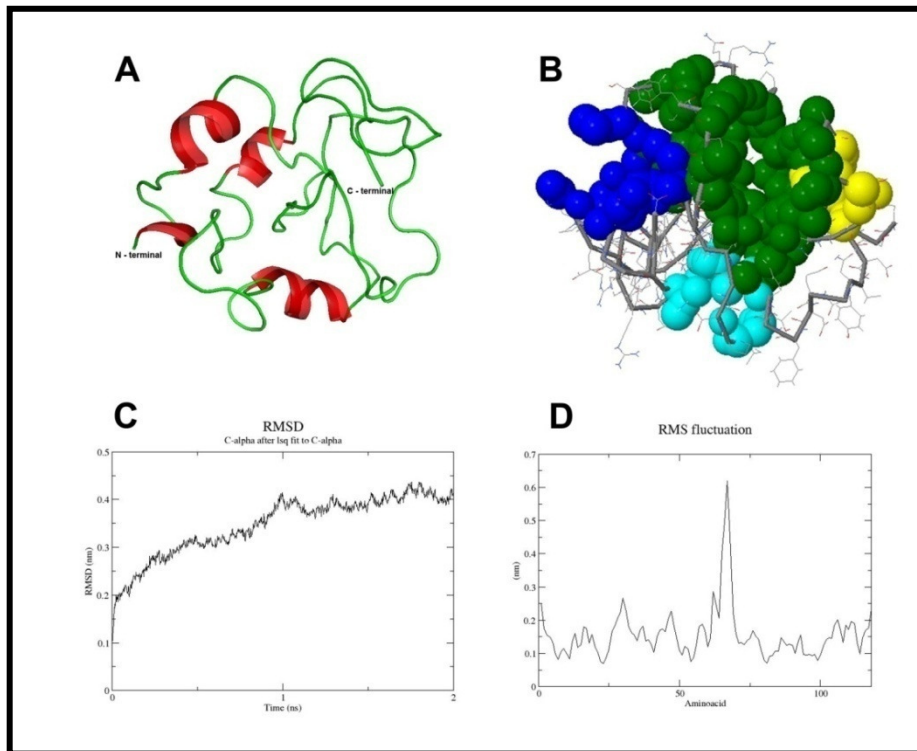 A
B
C - terminal
N - terminal
C
RMSD
C-alpha after lsq fit to C-alpha
0.5
0.4
0.3
0.2
0.1
RMSD (nm)
1
2
Time (ns)
D
RMS fluctuation
0.7
0.6
0.5
0.4
0.3
0.2
0.1
0
(nm)
0
50
100
Aminoacid